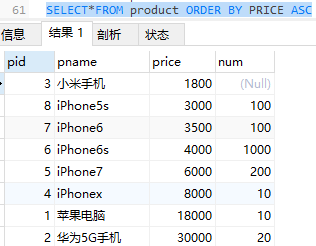 61 SELECT*FROM product ORDER BY PRICE ASC
信息 结果 1 剖析 状态
pid pname price num
3 小米手机 1800 (Null)
8 iPhone5s 3000 100
7 iPhone6 3500 100
6 iPhone6s 4000 1000
5 iPhone7 6000 200
4 iPhonex 8000 10
1 苹果电脑 18000 10
2 华为5G手机 30000 20